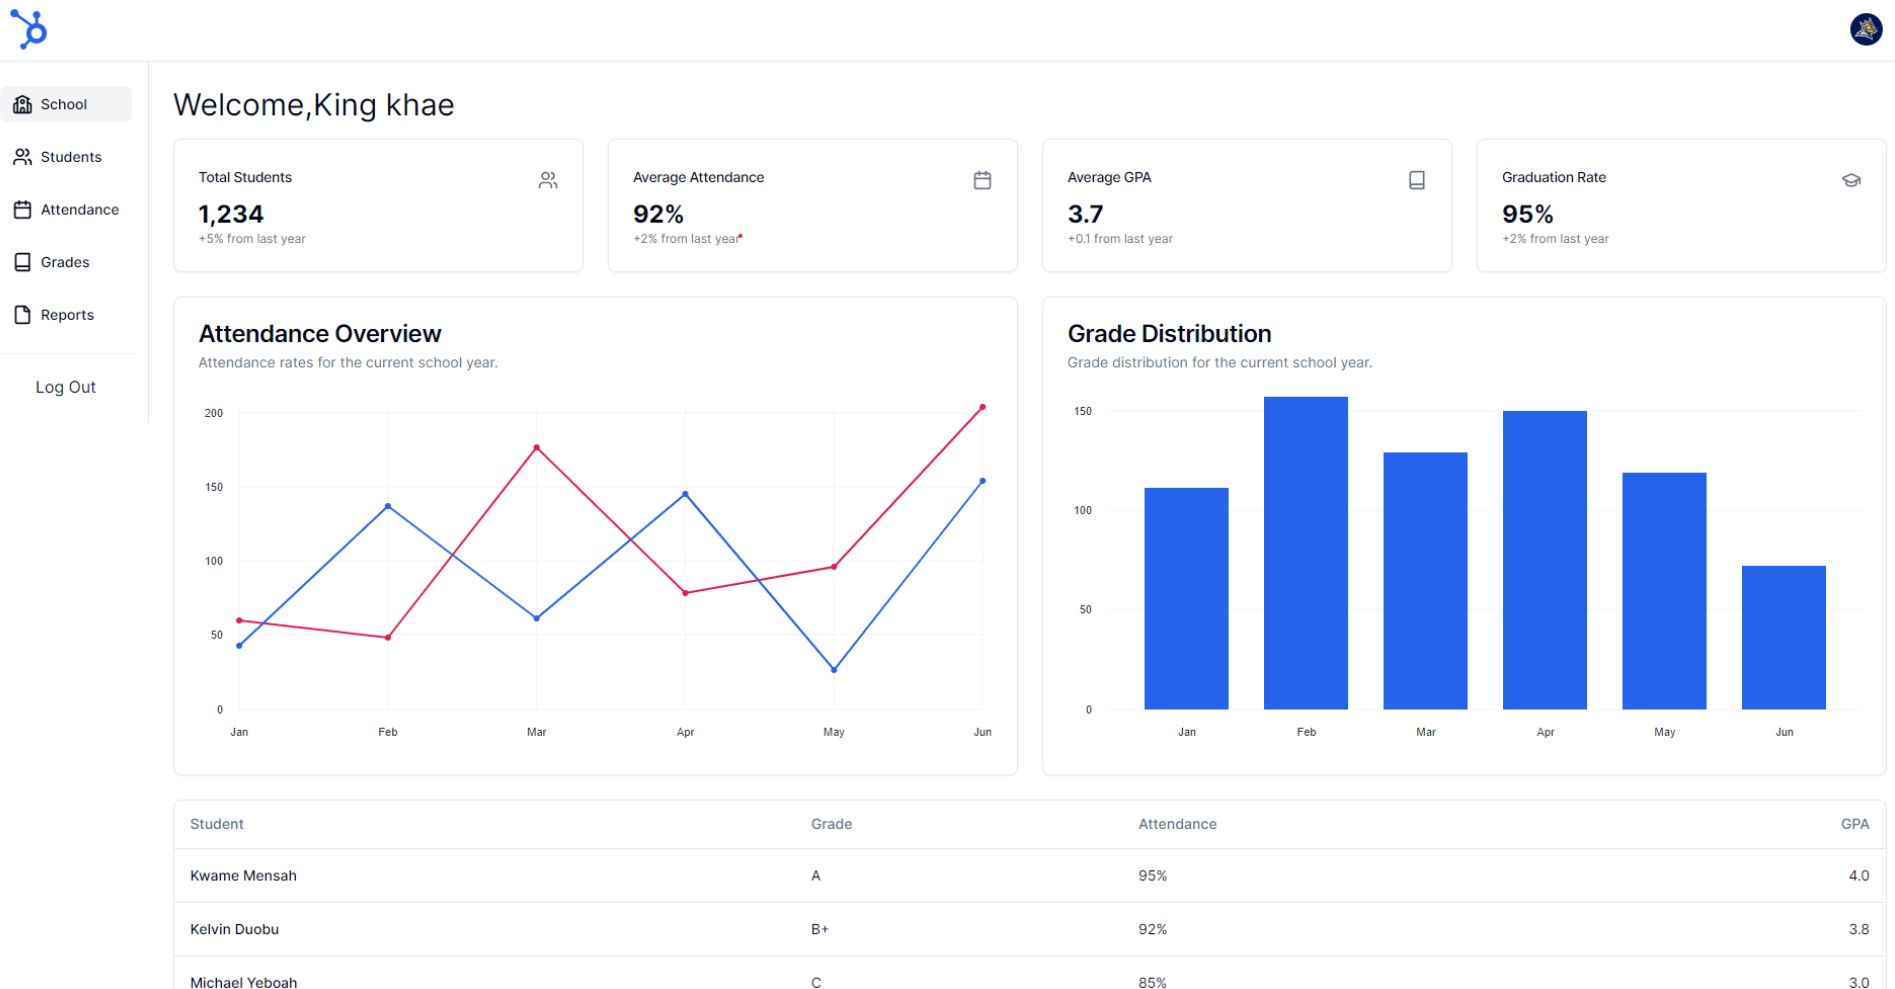 School
Students
Attendance
Grades
Reports
Log Out
Welcome,King khae
Total Students
1,234
+5% from last year
Average Attendance
92%
+2% from last year
Average GPA
3.7
+0.1 from last year
Graduation Rate
95%
+2% from last year
Attendance Overview
Attendance rates for the current school year.
200
150
100
50
0
Jan Feb Mar Apr May Jun
Grade Distribution
Grade distribution for the current school year.
150
100
50
0
Jan Feb Mar Apr May Jun
Student Grade Attendance GPA
Kwame Mensah A 95% 4.0
Kelvin Duobu B+ 92% 3.8
Michael Yeboah C 85% 3.0